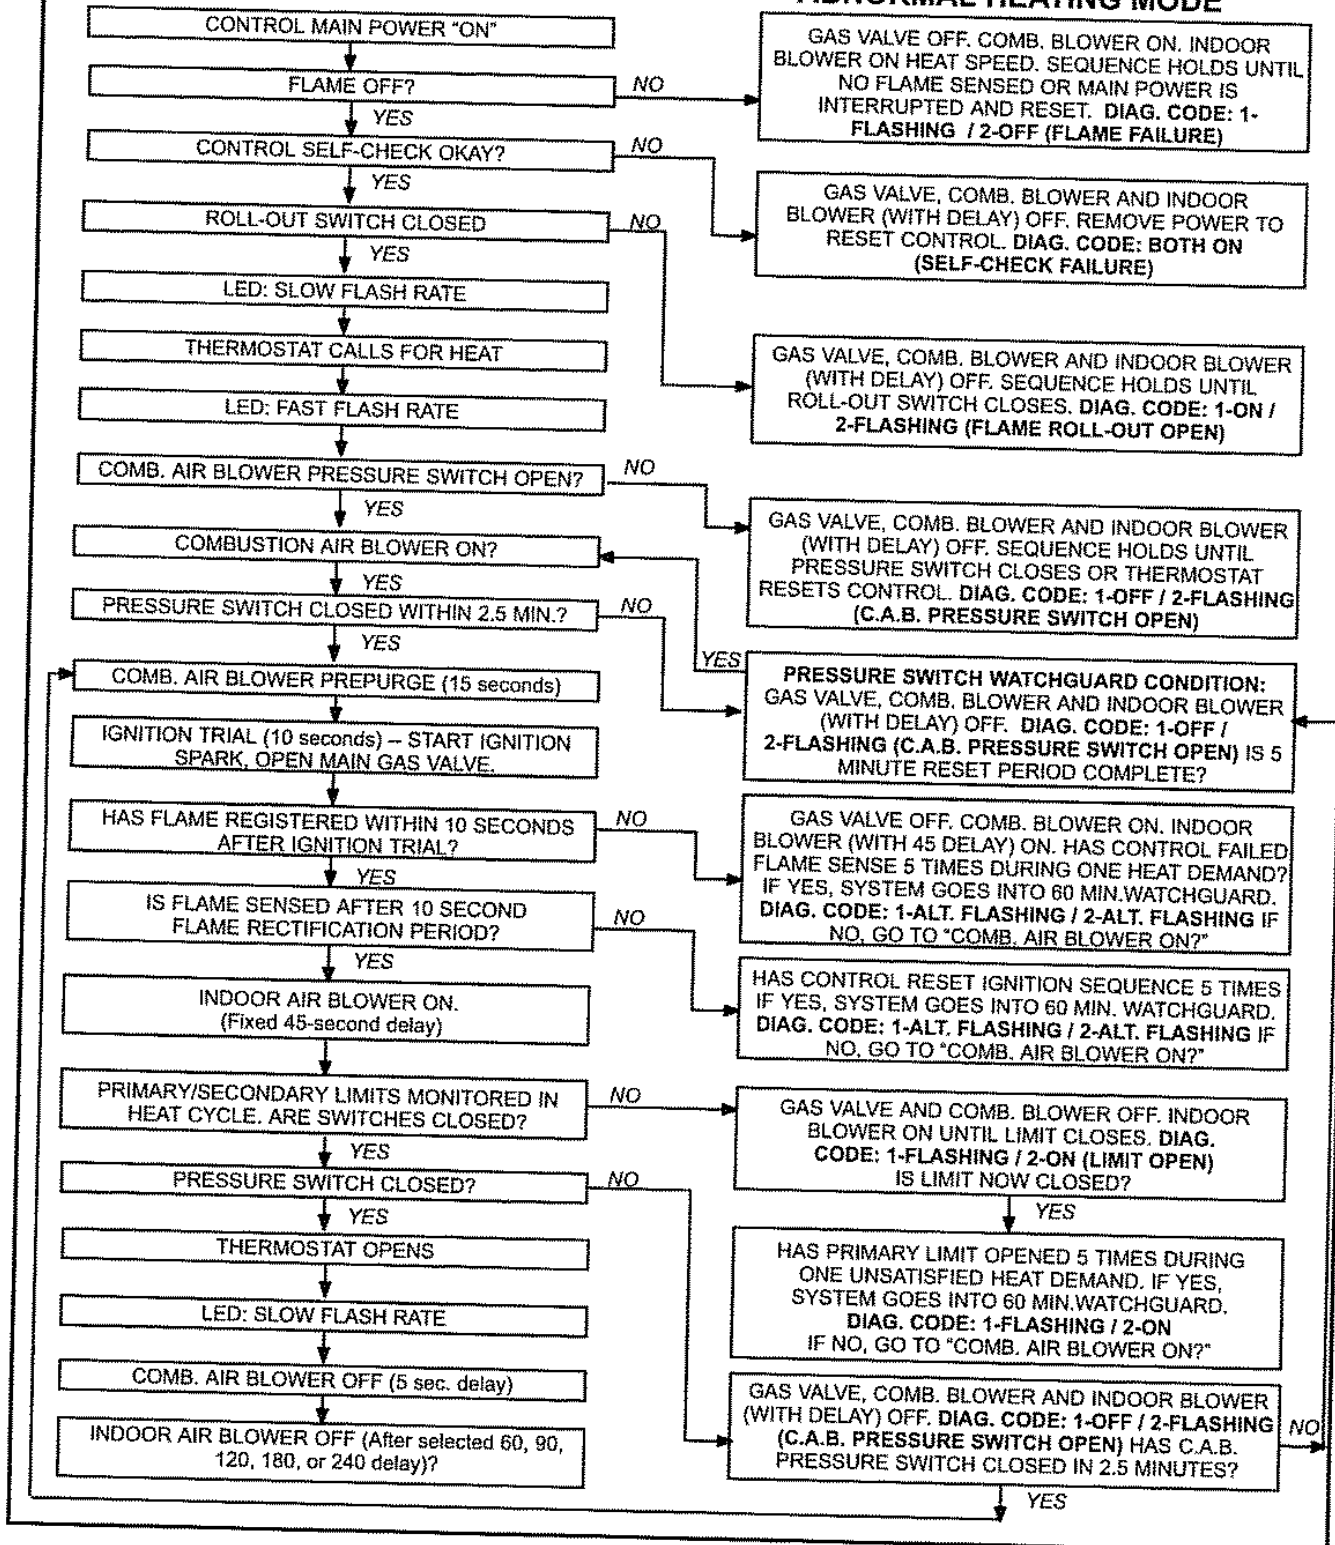 ABNORMAL HEATING MODE
CONTROL MAIN POWER "ON"
FLAME OFF?
NO
GAS VALVE OFF. COMB. BLOWER ON. INDOOR
BLOWER ON HEAT SPEED. SEQUENCE HOLDS UNTIL
NO FLAME SENSED OR MAIN POWER IS
INTERRUPTED AND RESET. DIAG. CODE: 1-
FLASHING / 2-OFF (FLAME FAILURE)
YES
CONTROL SELF-CHECK OKAY?
NO
GAS VALVE, COMB. BLOWER AND INDOOR
BLOWER (WITH DELAY) OFF. REMOVE POWER TO
RESET CONTROL. DIAG. CODE: BOTH ON
(SELF-CHECK FAILURE)
YES
ROLL-OUT SWITCH CLOSED
NO
GAS VALVE, COMB. BLOWER AND INDOOR BLOWER
(WITH DELAY) OFF. SEQUENCE HOLDS UNTIL
ROLL-OUT SWITCH CLOSES. DIAG. CODE: 1-ON /
2-FLASHING (FLAME ROLL-OUT OPEN)
YES
LED: SLOW FLASH RATE
THERMOSTAT CALLS FOR HEAT
LED: FAST FLASH RATE
COMB. AIR BLOWER PRESSURE SWITCH OPEN?
NO
GAS VALVE, COMB. BLOWER AND INDOOR BLOWER
(WITH DELAY) OFF. SEQUENCE HOLDS UNTIL
PRESSURE SWITCH CLOSES OR THERMOSTAT
RESETS CONTROL. DIAG. CODE: 1-OFF / 2-FLASHING
(C.A.B. PRESSURE SWITCH OPEN)
YES
COMBUSTION AIR BLOWER ON?
YES
PRESSURE SWITCH CLOSED WITHIN 2.5 MIN.?
NO
YES
PRESSURE SWITCH WATCHGUARD CONDITION:
GAS VALVE, COMB. BLOWER AND INDOOR BLOWER
(WITH DELAY) OFF. DIAG. CODE: 1-OFF /
2-FLASHING (C.A.B. PRESSURE SWITCH OPEN) IS 5
MINUTE RESET PERIOD COMPLETE?
YES
COMB. AIR BLOWER PREPURGE (15 seconds)
IGNITION TRIAL (10 seconds) – START IGNITION
SPARK, OPEN MAIN GAS VALVE.
HAS FLAME REGISTERED WITHIN 10 SECONDS
AFTER IGNITION TRIAL?
NO
GAS VALVE OFF. COMB. BLOWER ON. INDOOR
BLOWER (WITH 45 DELAY) ON. HAS CONTROL FAILED
FLAME SENSE 5 TIMES DURING ONE HEAT DEMAND?
IF YES, SYSTEM GOES INTO 60 MIN.WATCHGUARD.
DIAG. CODE: 1-ALT. FLASHING / 2-ALT. FLASHING IF
NO, GO TO "COMB. AIR BLOWER ON?"
YES
IS FLAME SENSED AFTER 10 SECOND
FLAME RECTIFICATION PERIOD?
NO
HAS CONTROL RESET IGNITION SEQUENCE 5 TIMES
IF YES, SYSTEM GOES INTO 60 MIN. WATCHGUARD.
DIAG. CODE: 1-ALT. FLASHING / 2-ALT. FLASHING IF
NO, GO TO "COMB. AIR BLOWER ON?"
YES
INDOOR AIR BLOWER ON.
(Fixed 45-second delay)
PRIMARY/SECONDARY LIMITS MONITORED IN
HEAT CYCLE. ARE SWITCHES CLOSED?
NO
GAS VALVE AND COMB. BLOWER OFF. INDOOR
BLOWER ON UNTIL LIMIT CLOSES. DIAG.
CODE: 1-FLASHING / 2-ON (LIMIT OPEN)
IS LIMIT NOW CLOSED?
YES
HAS PRIMARY LIMIT OPENED 5 TIMES DURING
ONE UNSATISFIED HEAT DEMAND. IF YES,
SYSTEM GOES INTO 60 MIN.WATCHGUARD.
DIAG. CODE: 1-FLASHING / 2-ON
IF NO, GO TO "COMB. AIR BLOWER ON?"
YES
PRESSURE SWITCH CLOSED?
NO
GAS VALVE, COMB. BLOWER AND INDOOR BLOWER
(WITH DELAY) OFF. DIAG. CODE: 1-OFF / 2-FLASHING
(C.A.B. PRESSURE SWITCH OPEN) HAS C.A.B.
PRESSURE SWITCH CLOSED IN 2.5 MINUTES?
NO
YES
YES
THERMOSTAT OPENS
LED: SLOW FLASH RATE
COMB. AIR BLOWER OFF (5 sec. delay)
INDOOR AIR BLOWER OFF (After selected 60, 90,
120, 180, or 240 delay)?